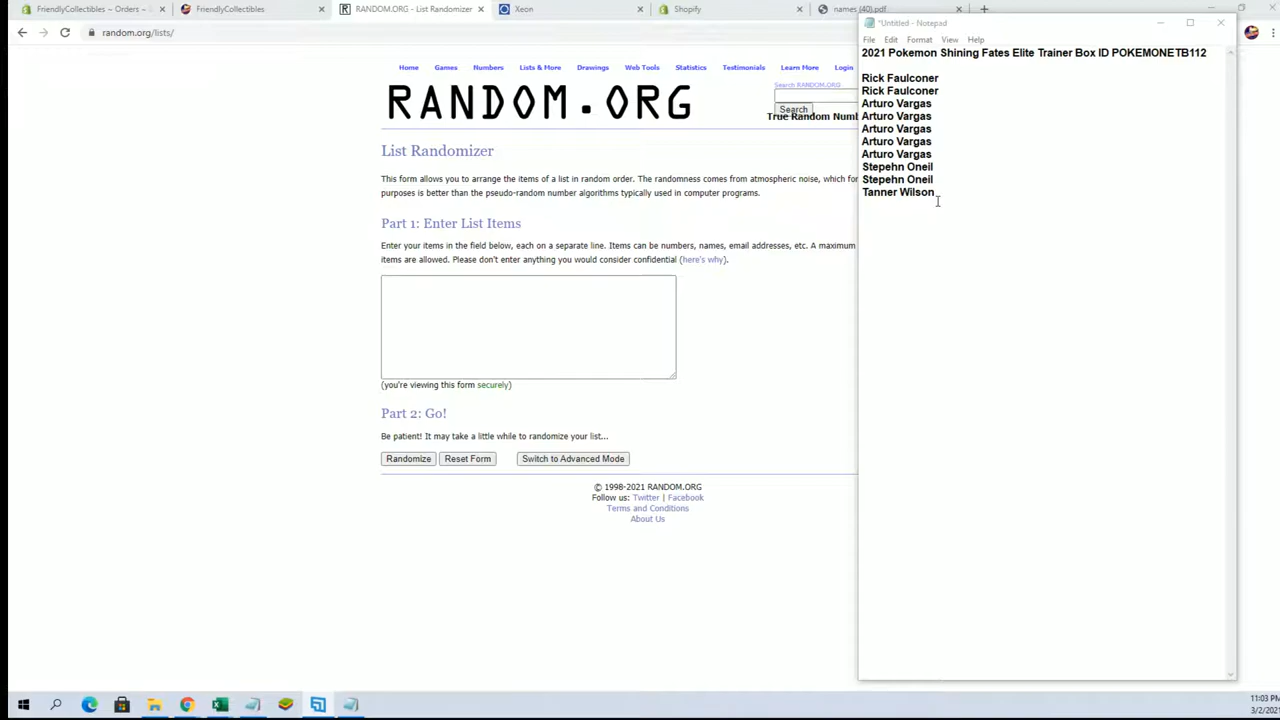 FriendlyCollectibles – Orders –
FriendlyCollectibles
RANDOM.ORG - List Randomizer
Xeon
Shopify
names (40).pdf
random.org/lists/
Home Games Numbers Lists & More Drawings Web Tools Statistics Testimonials Learn More Login
Search RANDOM.ORG
RANDOM.ORG
Search
True Random Numb
List Randomizer
This form allows you to arrange the items of a list in random order. The randomness comes from atmospheric noise, which for
purposes is better than the pseudo-random number algorithms typically used in computer programs.
Part 1: Enter List Items
Enter your items in the field below, each on a separate line. Items can be numbers, names, email addresses, etc. A maximum
items are allowed. Please don't enter anything you would consider confidential (here's why).
(you're viewing this form securely)
Part 2: Go!
Be patient! It may take a little while to randomize your list...
Randomize Reset Form Switch to Advanced Mode
© 1998-2021 RANDOM.ORG
Follow us: Twitter | Facebook
Terms and Conditions
About Us
*Untitled - Notepad
File Edit Format View Help
2021 Pokemon Shining Fates Elite Trainer Box ID POKEMONETB112
Rick Faulconer
Rick Faulconer
Arturo Vargas
Arturo Vargas
Arturo Vargas
Arturo Vargas
Arturo Vargas
Stepehn Oneil
Stepehn Oneil
Tanner Wilson
11:03 PM
3/2/2021